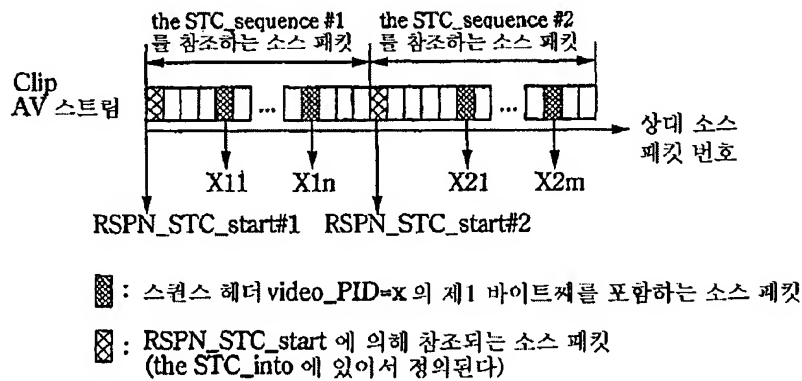 the STC_sequence #1
를 참조하는 소스 패킷
the STC_sequence #2
를 참조하는 소스 패킷
Clip
AV 스트림
...
...
상대 소스
패킷 번호
X11
X1n
X21
X2m
RSPN_STC_start#1
RSPN_STC_start#2
: 스퀀스 헤더 video_PID=x 의 제1 바이트째를 포함하는 소스 패킷
: RSPN_STC_start 에 의해 참조되는 소스 패킷
(the STC_into 에 있어서 정의된다)